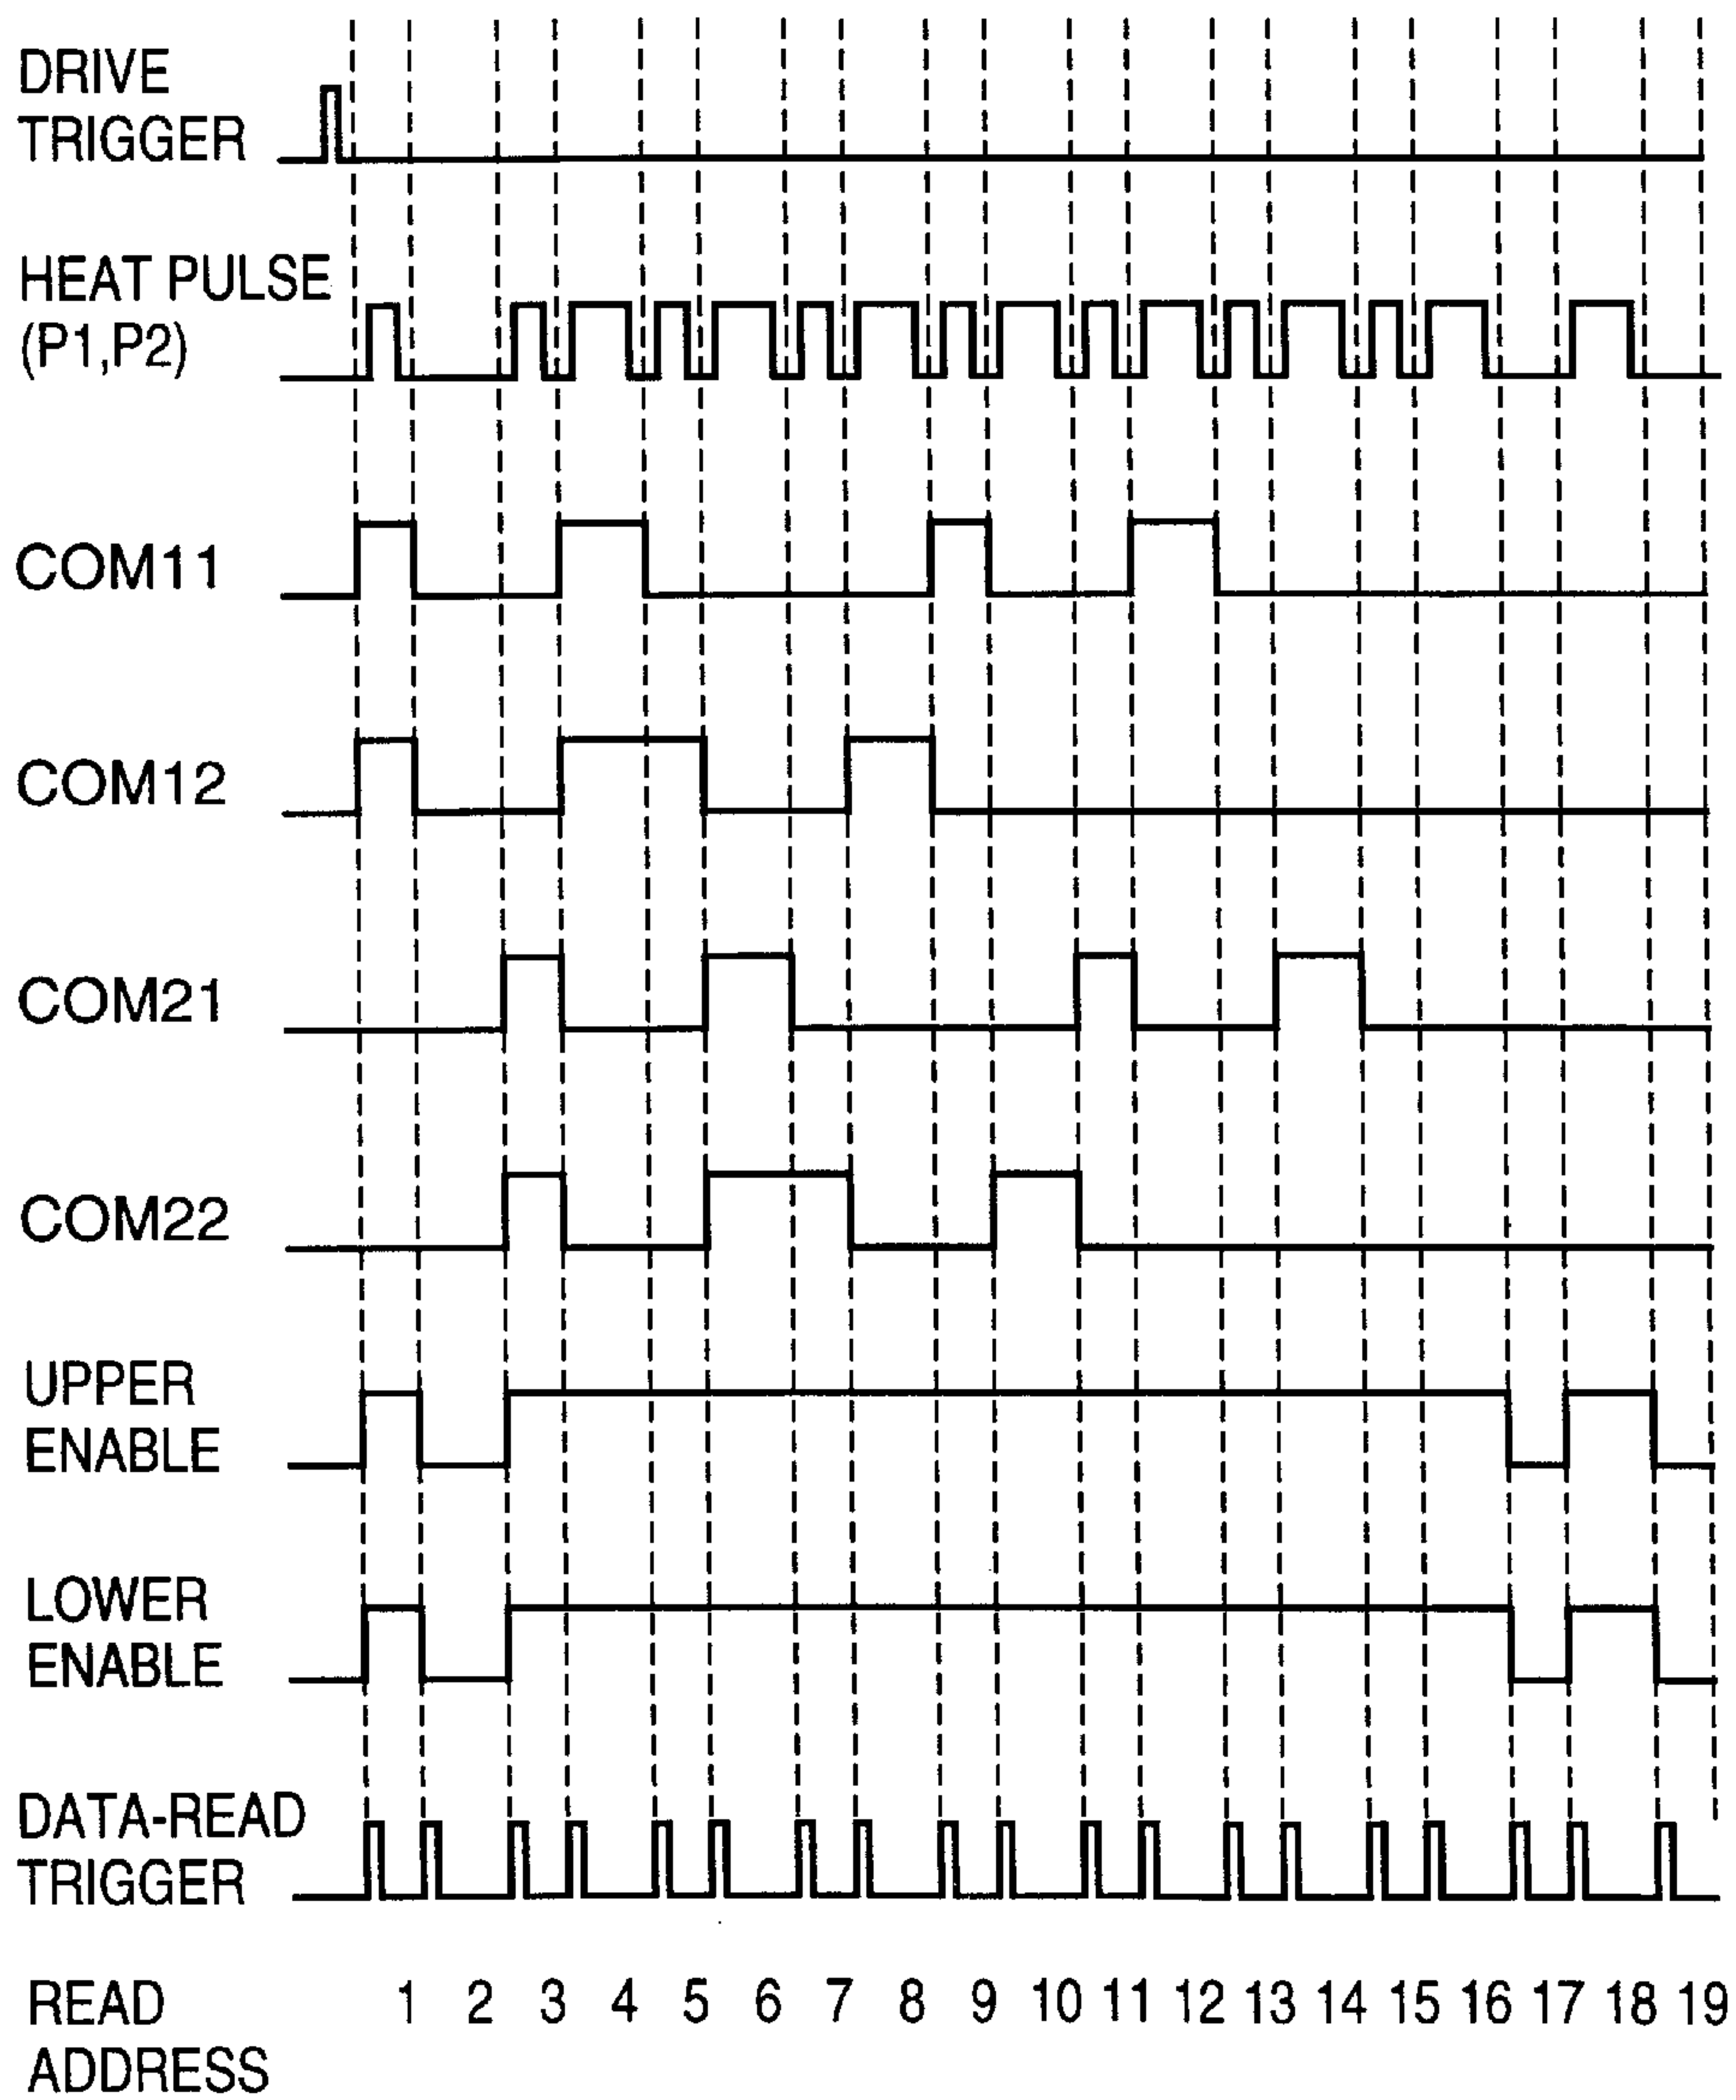 DRIVE
TRIGGER
HEAT PULSE
(P1,P2)
COM11
COM12
COM21
COM22
UPPER
ENABLE
LOWER
ENABLE
DATA-READ
TRIGGER
READ 1 2 3 4 5 6 7 8 9 10 11 12 13 14 15 16 17 18 19
ADDRESS